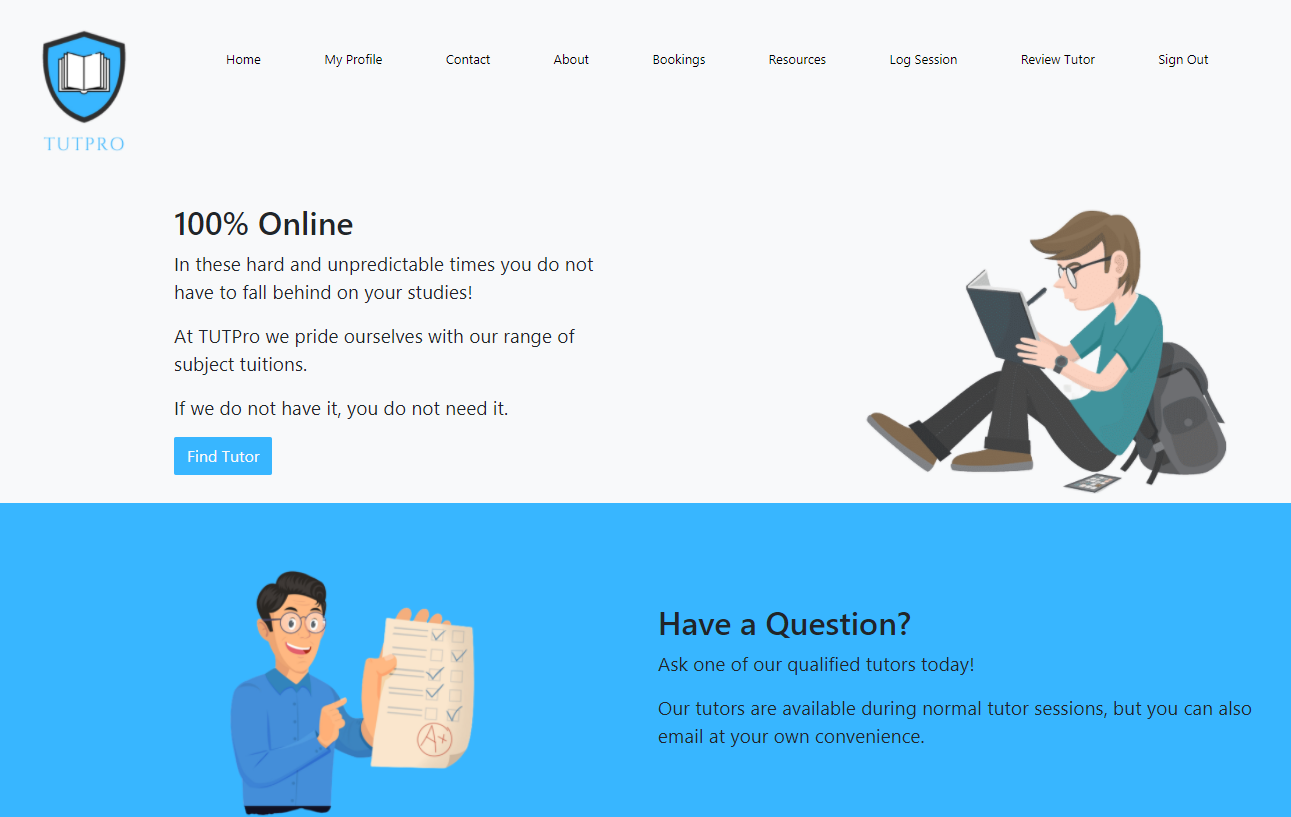 TUTPRO
Home
My Profile
Contact
About
Bookings
Resources
Log Session
Review Tutor
Sign Out
100% Online
In these hard and unpredictable times you do not
have to fall behind on your studies!
At TUTPro we pride ourselves with our range of
subject tuitions.
If we do not have it, you do not need it.
Find Tutor
A+
Have a Question?
Ask one of our qualified tutors today!
Our tutors are available during normal tutor sessions, but you can also
email at your own convenience.